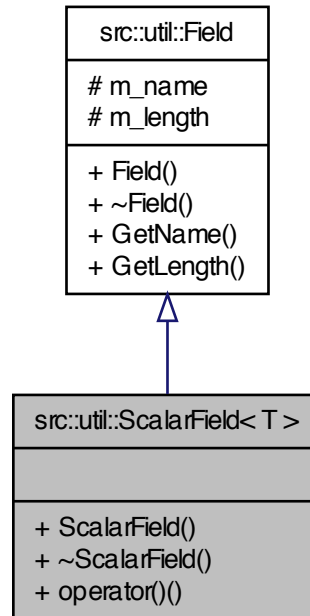 src::util::Field
# m_name
# m_length
+ Field()
+ ~Field()
+ GetName()
+ GetLength()
src::util::ScalarField< T >
+ ScalarField()
+ ~ScalarField()
+ operator()()